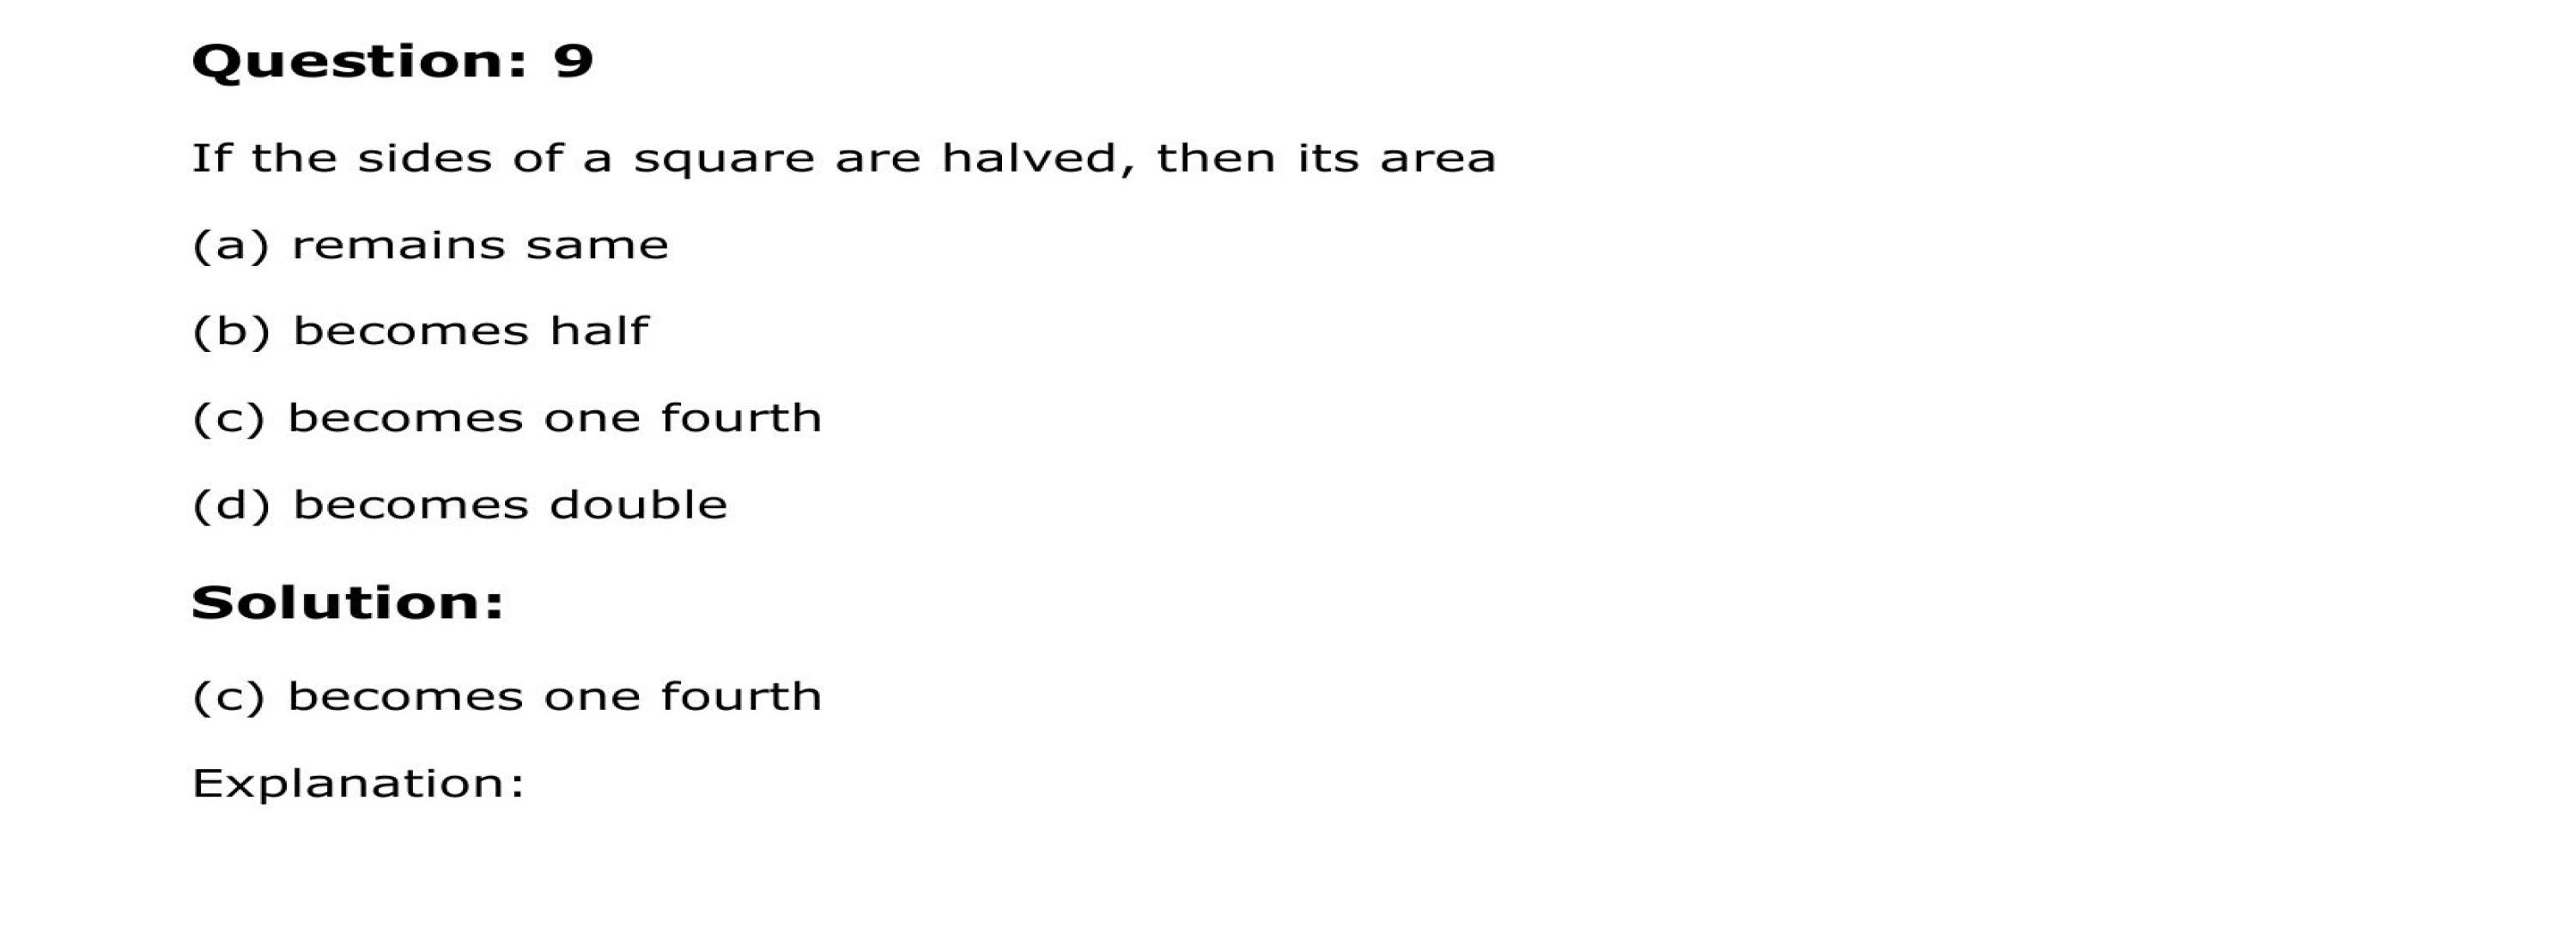 Question: 9
If the sides of a square are halved, then its area
(a) remains same
(b) becomes half
(c) becomes one fourth
(d) becomes double
Solution:
(c) becomes one fourth
Explanation: